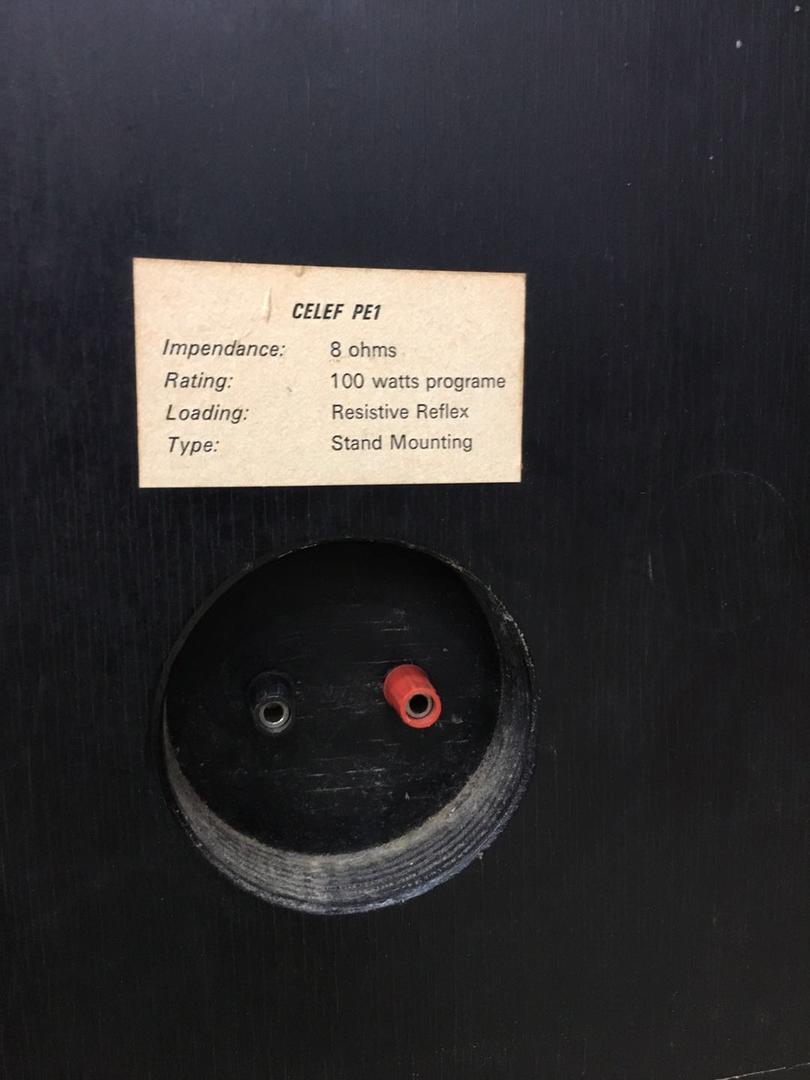 CELEF PE1
Impendance: 8 ohms
Rating: 100 watts programe
Loading: Resistive Reflex
Type: Stand Mounting